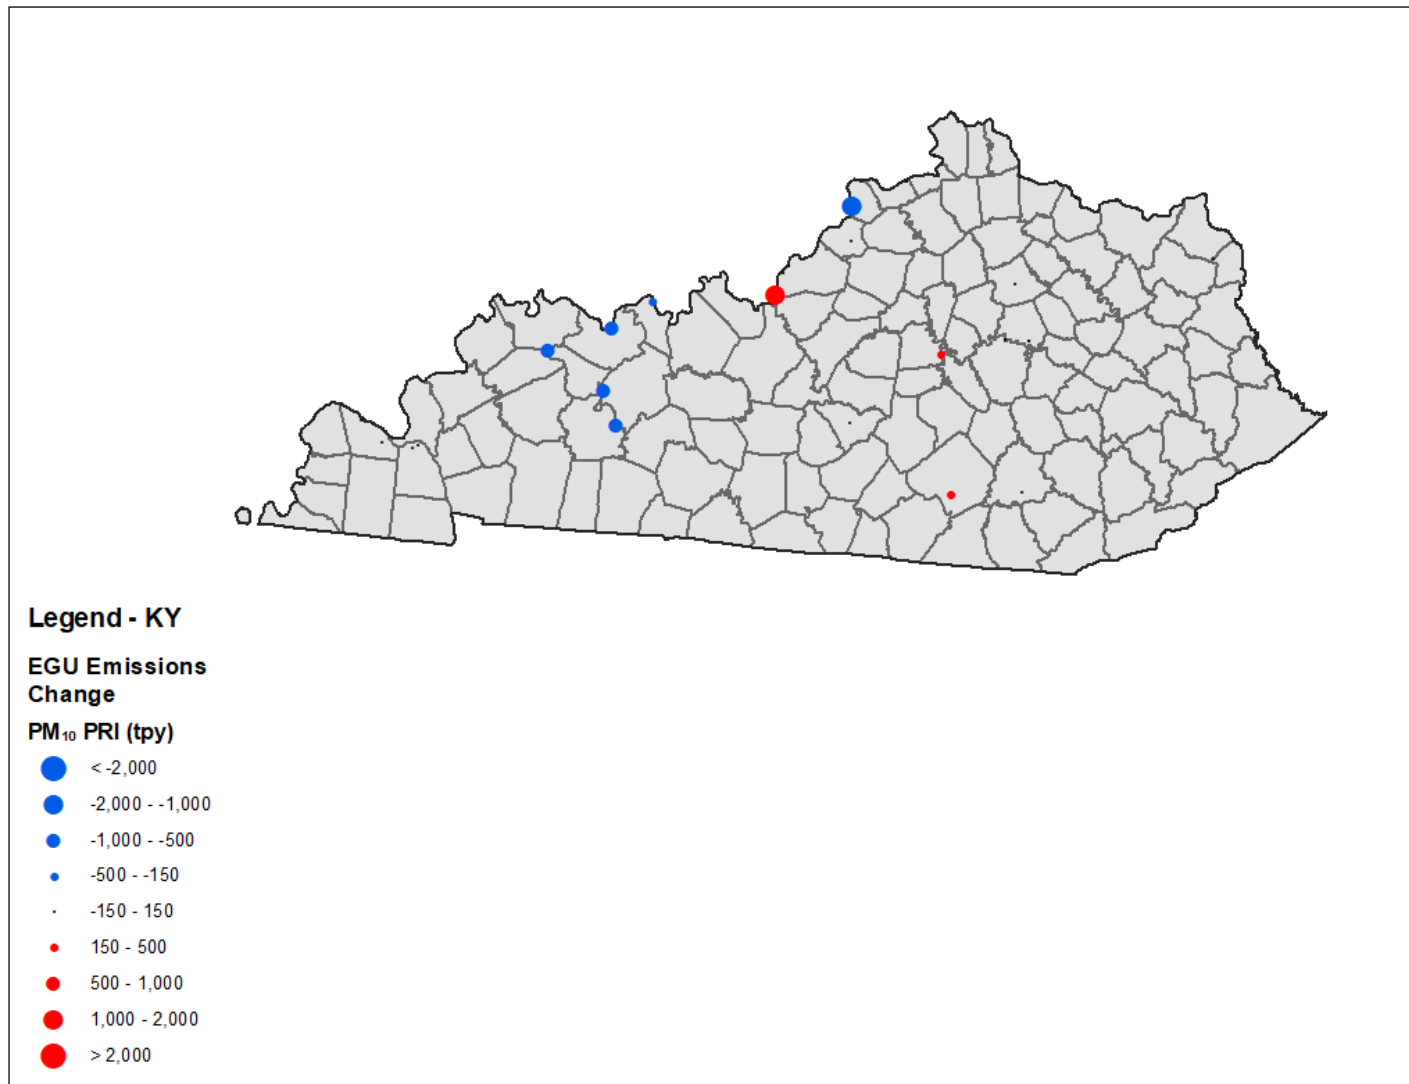 Legend - KY
EGU Emissions
Change
PM₁₀ PRI (tpy)
< -2,000
-2,000 - -1,000
-1,000 - -500
-500 - -150
-150 - 150
150 - 500
500 - 1,000
1,000 - 2,000
> 2,000